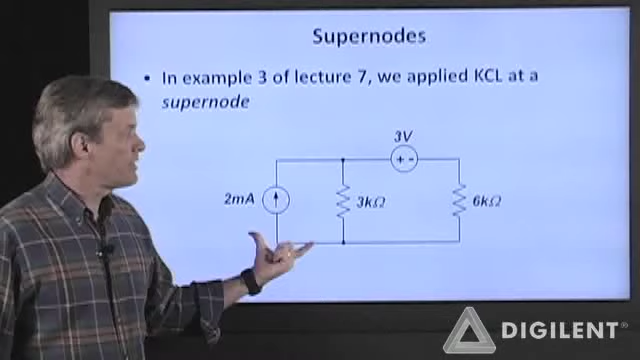 Supernodes
• In example 3 of lecture 7, we applied KCL at a
supernode
3V
+ -
2mA
3kΩ
6kΩ
DIGILENT®